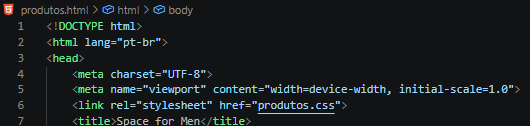 produtos.html > html > body
1 <!DOCTYPE html>
2 <html lang="pt-br">
3 <head>
4 <meta charset="UTF-8">
5 <meta name="viewport" content="width=device-width, initial-scale=1.0">
6 <link rel="stylesheet" href="produtos.css">
7 <title>Space for Men</title>